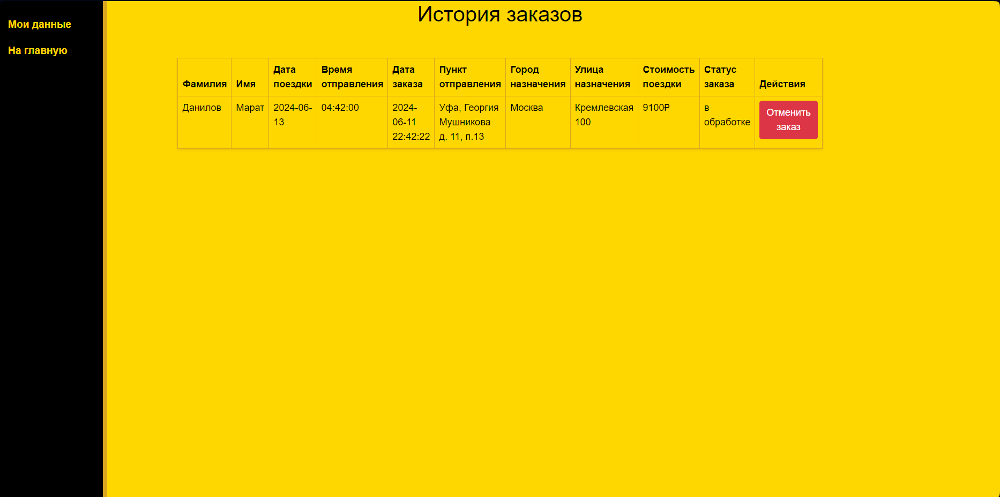 История заказов
Мои данные
На главную
Фамилия
Имя
Дата
поездки
Время
отправления
Дата
заказа
Пункт
отправления
Город
назначения
Улица
назначения
Стоимость
поездки
Статус
заказа
Действия
Данилов
Марат
2024-06-
13
04:42:00
2024-
06-11
22:42:22
Уфа, Георгия
Мушникова
д. 11, п.13
Москва
Кремлевская
100
9100₽
в
обработке
Отменить
заказ